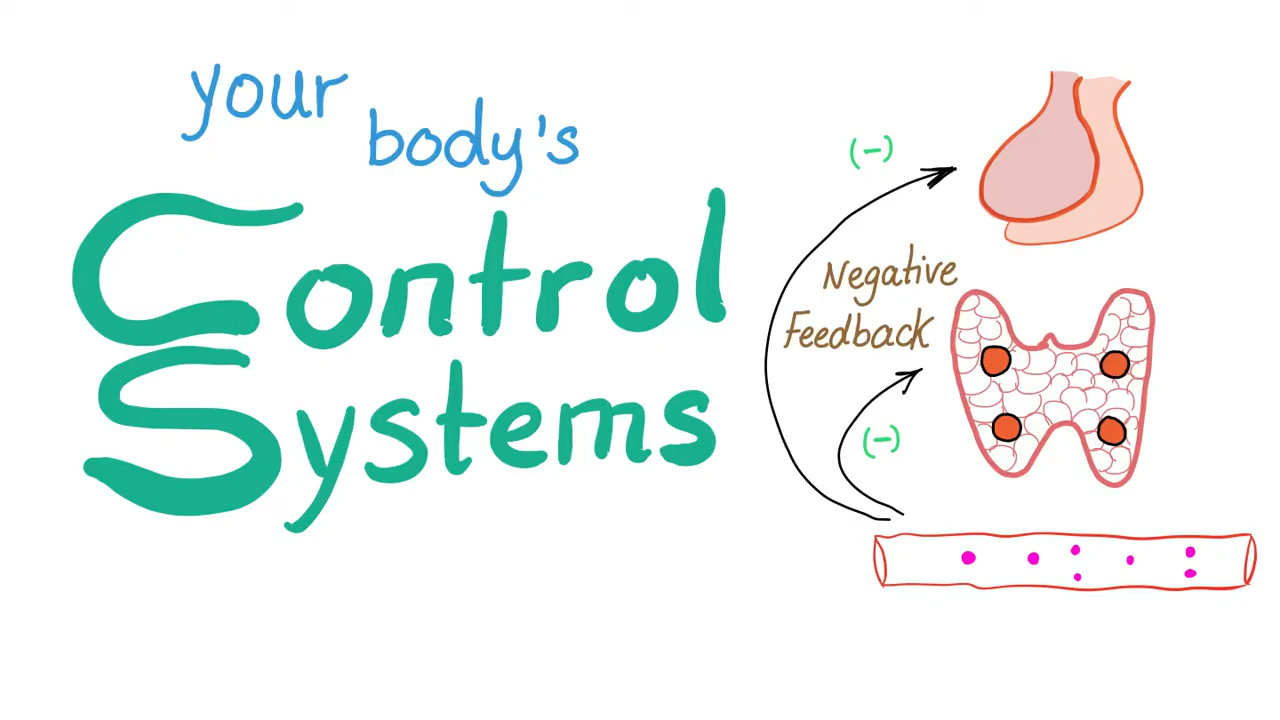 your
body's
Control
Systems
(-)
Negative
Feedback
(-)